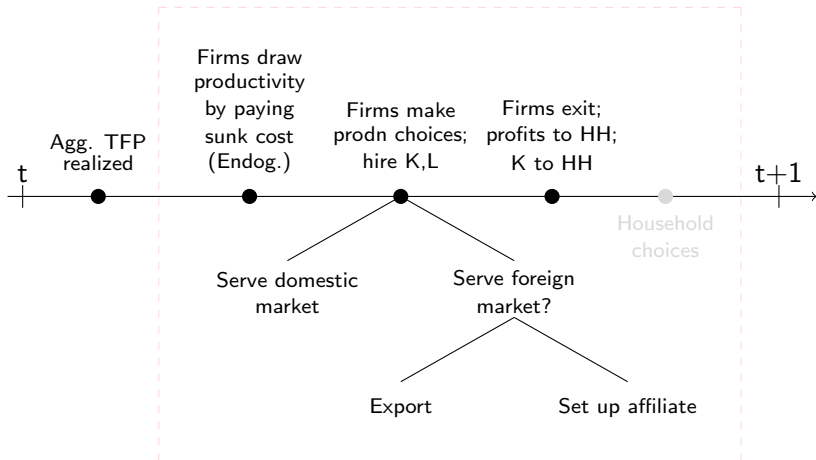 Firms draw
productivity
by paying
sunk cost
(Endog.)
Firms make
prodn choices;
hire K,L
Firms exit;
profits to HH;
K to HH
Agg. TFP
realized
t
t+1
Household
choices
Serve domestic
market
Serve foreign
market?
Export
Set up affiliate